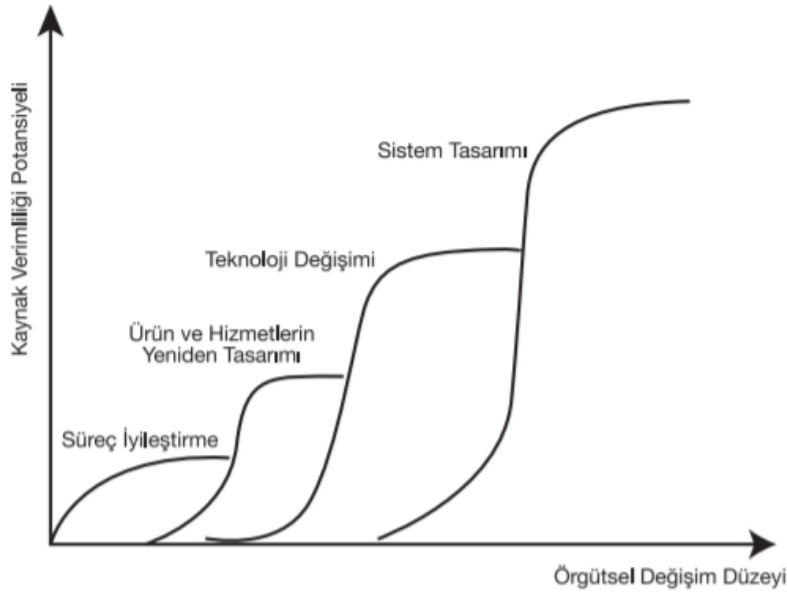 Kaynak Verimliliği Potansiyeli
Sistem Tasarımı
Teknoloji Değişimi
Ürün ve Hizmetlerin
Yeniden Tasarımı
Süreç İyileştirme
Örgütsel Değişim Düzeyi